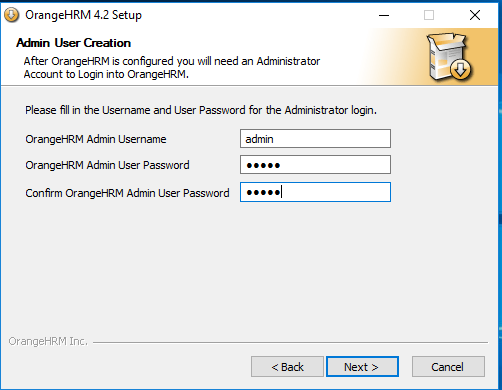 OrangeHRM 4.2 Setup
Admin User Creation
After OrangeHRM is configured you will need an Administrator
Account to Login into OrangeHRM.
Please fill in the Username and User Password for the Administrator login.
OrangeHRM Admin Username admin
OrangeHRM Admin User Password •••••
Confirm OrangeHRM Admin User Password •••••
OrangeHRM Inc.
< Back Next > Cancel